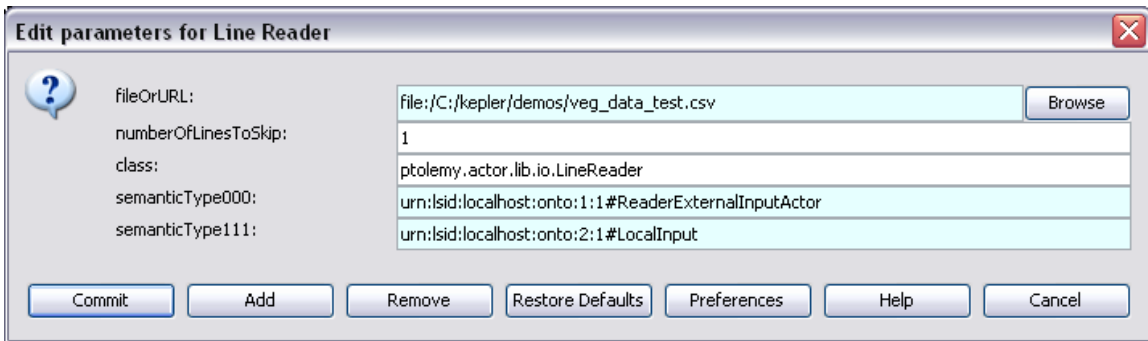 Edit parameters for Line Reader
fileOrURL: file:/C:/kepler/demos/veg_data_test.csv Browse
numberOfLinesToSkip: 1
class: ptolemy.actor.lib.io.LineReader
semanticType000: urn:lsid:localhost:onto:1:1#ReaderExternalInputActor
semanticType111: urn:lsid:localhost:onto:2:1#LocalInput
Commit Add Remove Restore Defaults Preferences Help Cancel